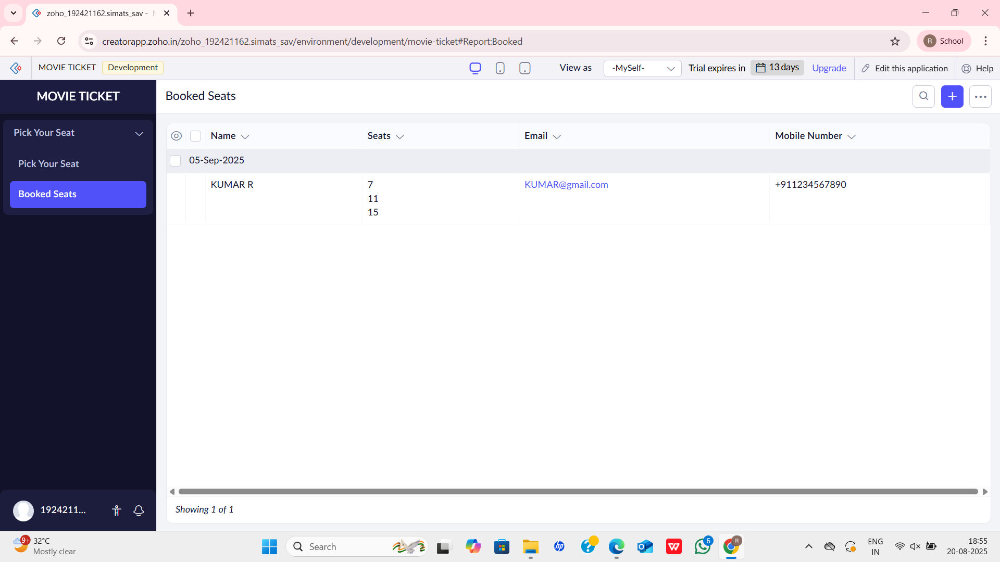 zoho_192421162.simats_sav -
creatorapp.zoho.in/zoho_192421162.simats_sav/environment/development/movie-ticket#Report:Booked
R School
MOVIE TICKET Development View as -MySelf- Trial expires in 13 days Upgrade Edit this application Help
MOVIE TICKET
Booked Seats
Pick Your Seat
Pick Your Seat
Booked Seats
Name Seats Email Mobile Number
05-Sep-2025
KUMAR R 7 KUMAR@gmail.com +911234567890
11
15
Showing 1 of 1
1924211...
9+ 32°C
Mostly clear
Search
hp
6
R
ENG
IN
18:55
20-08-2025